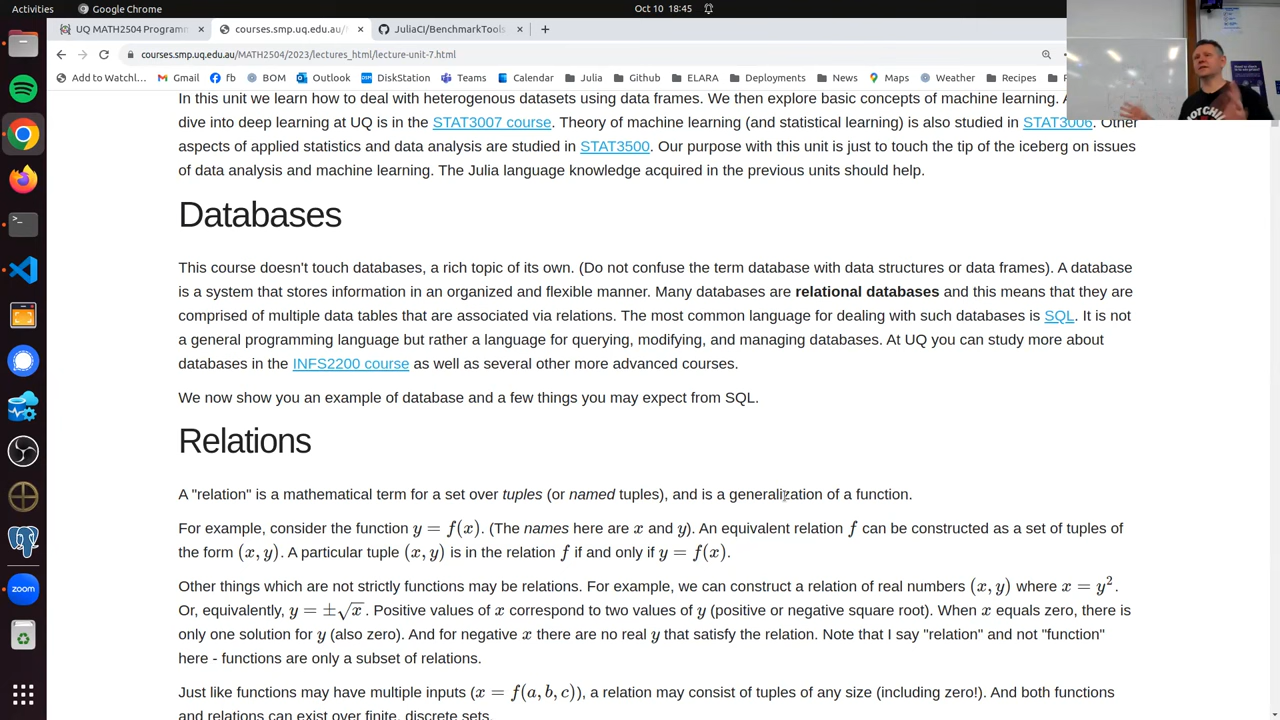 Activities
Google Chrome
Oct 10 18:45
UQ MATH2504 Programm
courses.smp.uq.edu.au/
JuliaCI/BenchmarkTools
courses.smp.uq.edu.au/MATH2504/2023/lectures_html/lecture-unit-7.html
Add to Watchl...
Gmail
fb
BOM
Outlook
DiskStation
Teams
Calendar
Julia
Github
ELARA
Deployments
News
Maps
Weather
Recipes
In this unit we learn how to deal with heterogenous datasets using data frames. We then explore basic concepts of machine learning. A
dive into deep learning at UQ is in the STAT3007 course. Theory of machine learning (and statistical learning) is also studied in STAT3006. Other
aspects of applied statistics and data analysis are studied in STAT3500. Our purpose with this unit is just to touch the tip of the iceberg on issues
of data analysis and machine learning. The Julia language knowledge acquired in the previous units should help.
Databases
This course doesn't touch databases, a rich topic of its own. (Do not confuse the term database with data structures or data frames). A database
is a system that stores information in an organized and flexible manner. Many databases are relational databases and this means that they are
comprised of multiple data tables that are associated via relations. The most common language for dealing with such databases is SQL. It is not
a general programming language but rather a language for querying, modifying, and managing databases. At UQ you can study more about
databases in the INFS2200 course as well as several other more advanced courses.
We now show you an example of database and a few things you may expect from SQL.
Relations
A "relation" is a mathematical term for a set over tuples (or named tuples), and is a generalization of a function.
For example, consider the function y = f(x). (The names here are x and y). An equivalent relation f can be constructed as a set of tuples of
the form (x, y). A particular tuple (x, y) is in the relation f if and only if y = f(x).
Other things which are not strictly functions may be relations. For example, we can construct a relation of real numbers (x, y) where x = y².
Or, equivalently, y = ±√x. Positive values of x correspond to two values of y (positive or negative square root). When x equals zero, there is
only one solution for y (also zero). And for negative x there are no real y that satisfy the relation. Note that I say "relation" and not "function"
here - functions are only a subset of relations.
Just like functions may have multiple inputs (x = f(a, b, c)), a relation may consist of tuples of any size (including zero!). And both functions
and relations can exist over finite, discrete sets.
zoom